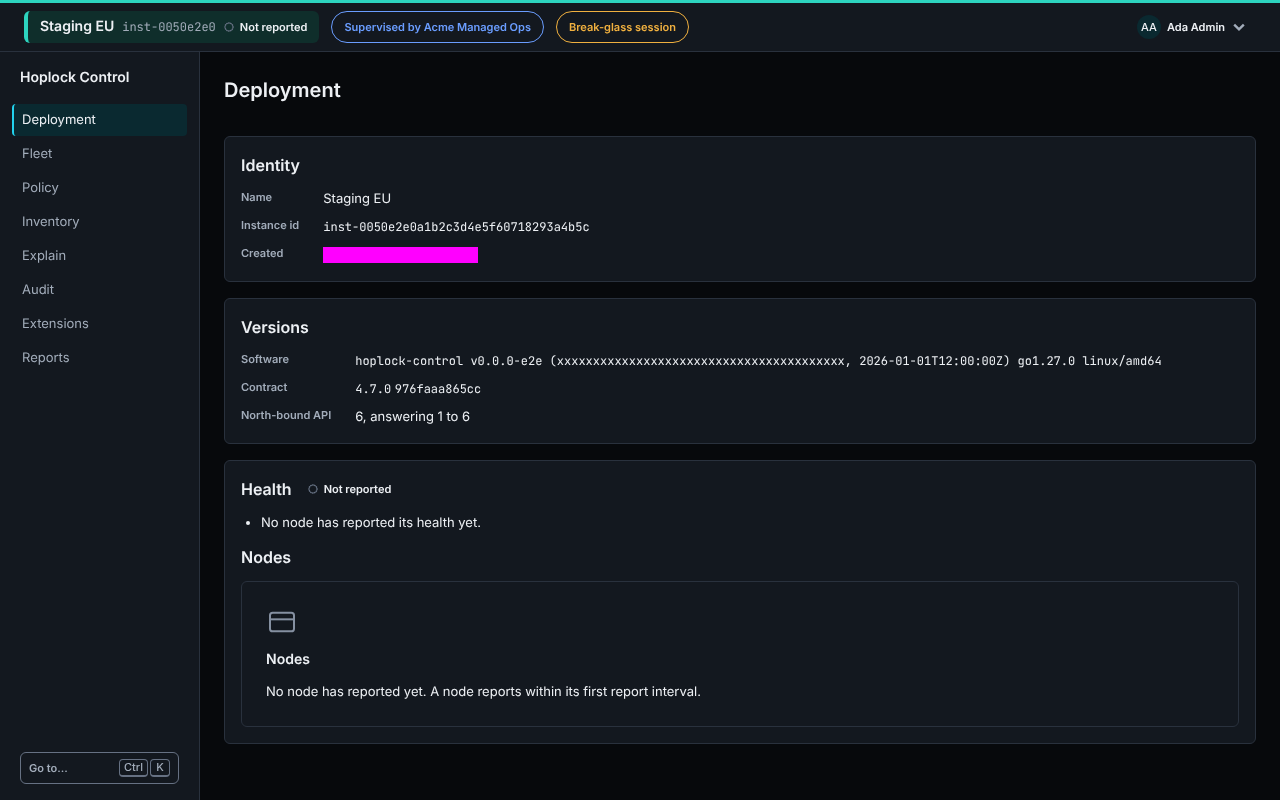 Staging EU inst-0050e2e0 Not reported Supervised by Acme Managed Ops Break-glass session AA Ada Admin
Hoplock Control
Deployment
Fleet
Policy
Inventory
Explain
Audit
Extensions
Reports
Go to... Ctrl K
Deployment
Identity
Name Staging EU
Instance id inst-0050e2e0a1b2c3d4e5f60718293a4b5c
Created
Versions
Software hoplock-control v0.0.0-e2e (xxxxxxxxxxxxxxxxxxxxxxxxxxxxxxxxxxxxxxxx, 2026-01-01T12:00:00Z) go1.27.0 linux/amd64
Contract 4.7.0 976faaa865cc
North-bound API 6, answering 1 to 6
Health Not reported
• No node has reported its health yet.
Nodes
Nodes
No node has reported yet. A node reports within its first report interval.